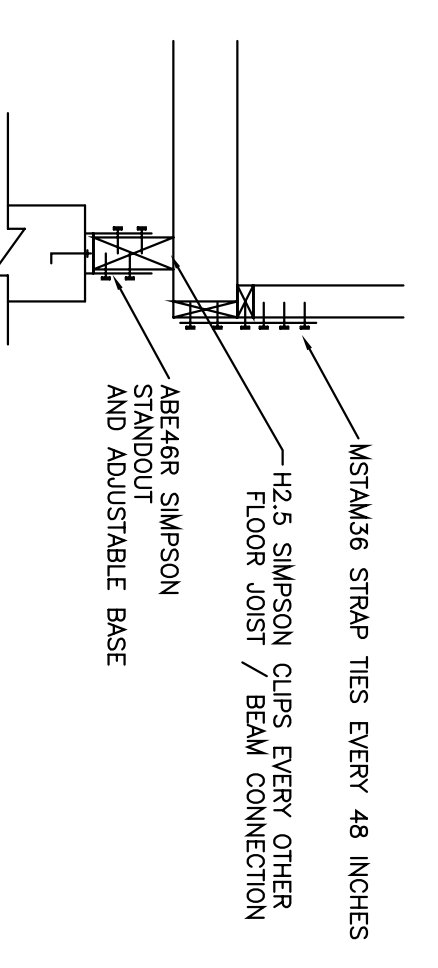 MSTAM36 STRAP TIES EVERY 48 INCHES
H2.5 SIMPSON CLIPS EVERY OTHER
FLOOR JOIST / BEAM CONNECTION
ABE46R SIMPSON
STANDOUT
AND ADJUSTABLE BASE